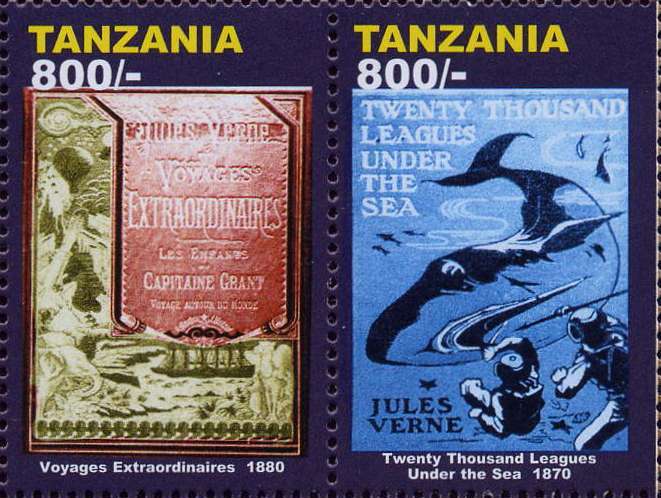 TANZANIA
800/-
JULES VERNE
VOYAGES
EXTRAORDINAIRES
LES ENFANTS
DU
CAPITAINE GRANT
VOYAGE AUTOUR DU MONDE
Voyages Extraordinaires 1880
TANZANIA
800/-
TWENTY THOUSAND
LEAGUES
UNDER
THE
SEA
JULES
VERNE
Twenty Thousand Leagues
Under the Sea 1870